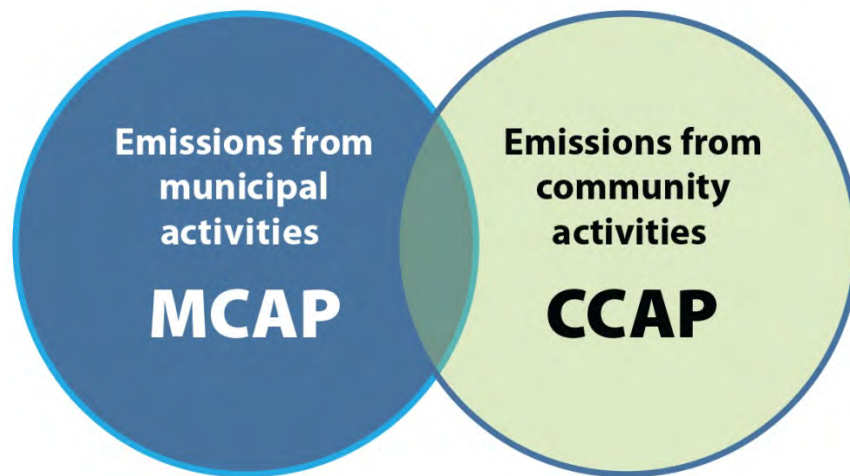 Emissions from
municipal
activities
MCAP
Emissions from
community
activities
CCAP